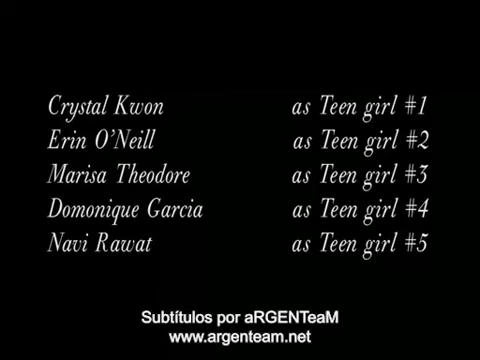 Crystal Kwon as Teen girl #1
Erin O'Neill as Teen girl #2
Marisa Theodore as Teen girl #3
Domonique Garcia as Teen girl #4
Navi Rawat as Teen girl #5
Subtítulos por aRGENTeaM
www.argenteam.net